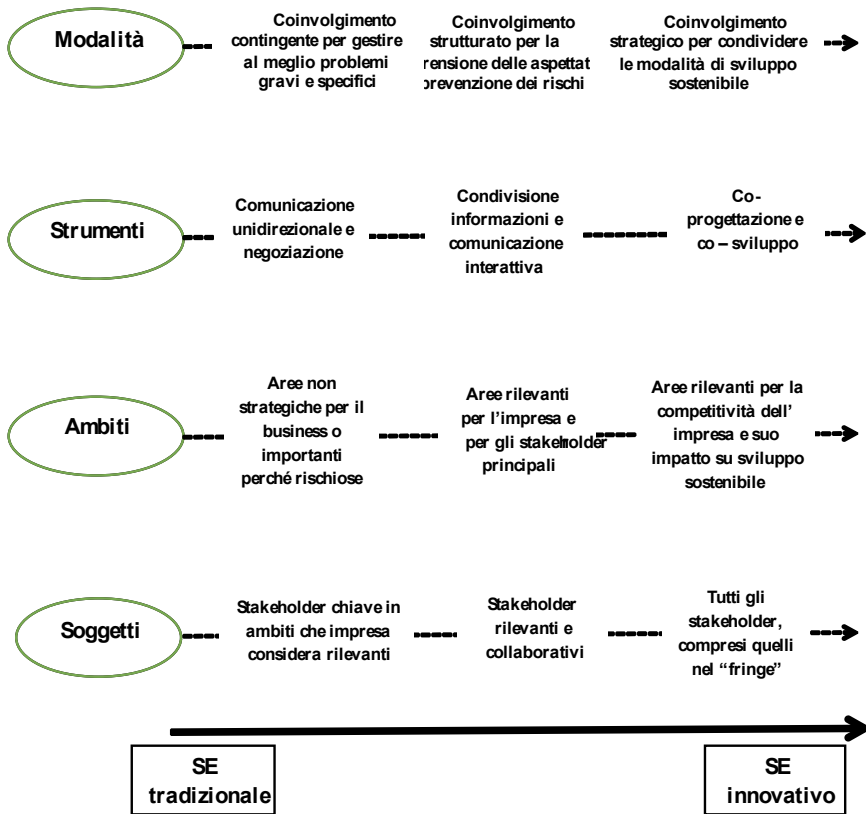 Modalità
Coinvolgimento
contingente per gestire
al meglio problemi
gravi e specifici
Coinvolgimento
strutturato per la
rensione delle aspettat
prevenzione dei rischi
Coinvolgimento
strategico per condividere
le modalità di sviluppo
sostenibile
Strumenti
Comunicazione
unidirezionale e
negoziazione
Condivisione
informazioni e
comunicazione
interattiva
Co-
progettazione e
co – sviluppo
Ambiti
Aree non
strategiche per il
business o
importanti
perché rischiose
Aree rilevanti
per l’impresa e
per gli stakeholder
principali
Aree rilevanti per la
competitività dell’
impresa e suo
impatto su sviluppo
sostenibile
Soggetti
Stakeholder chiave in
ambiti che impresa
considera rilevanti
Stakeholder
rilevanti e
collaborativi
Tutti gli
stakeholder,
compresi quelli
nel “fringe”
SE
tradizionale
SE
innovativo